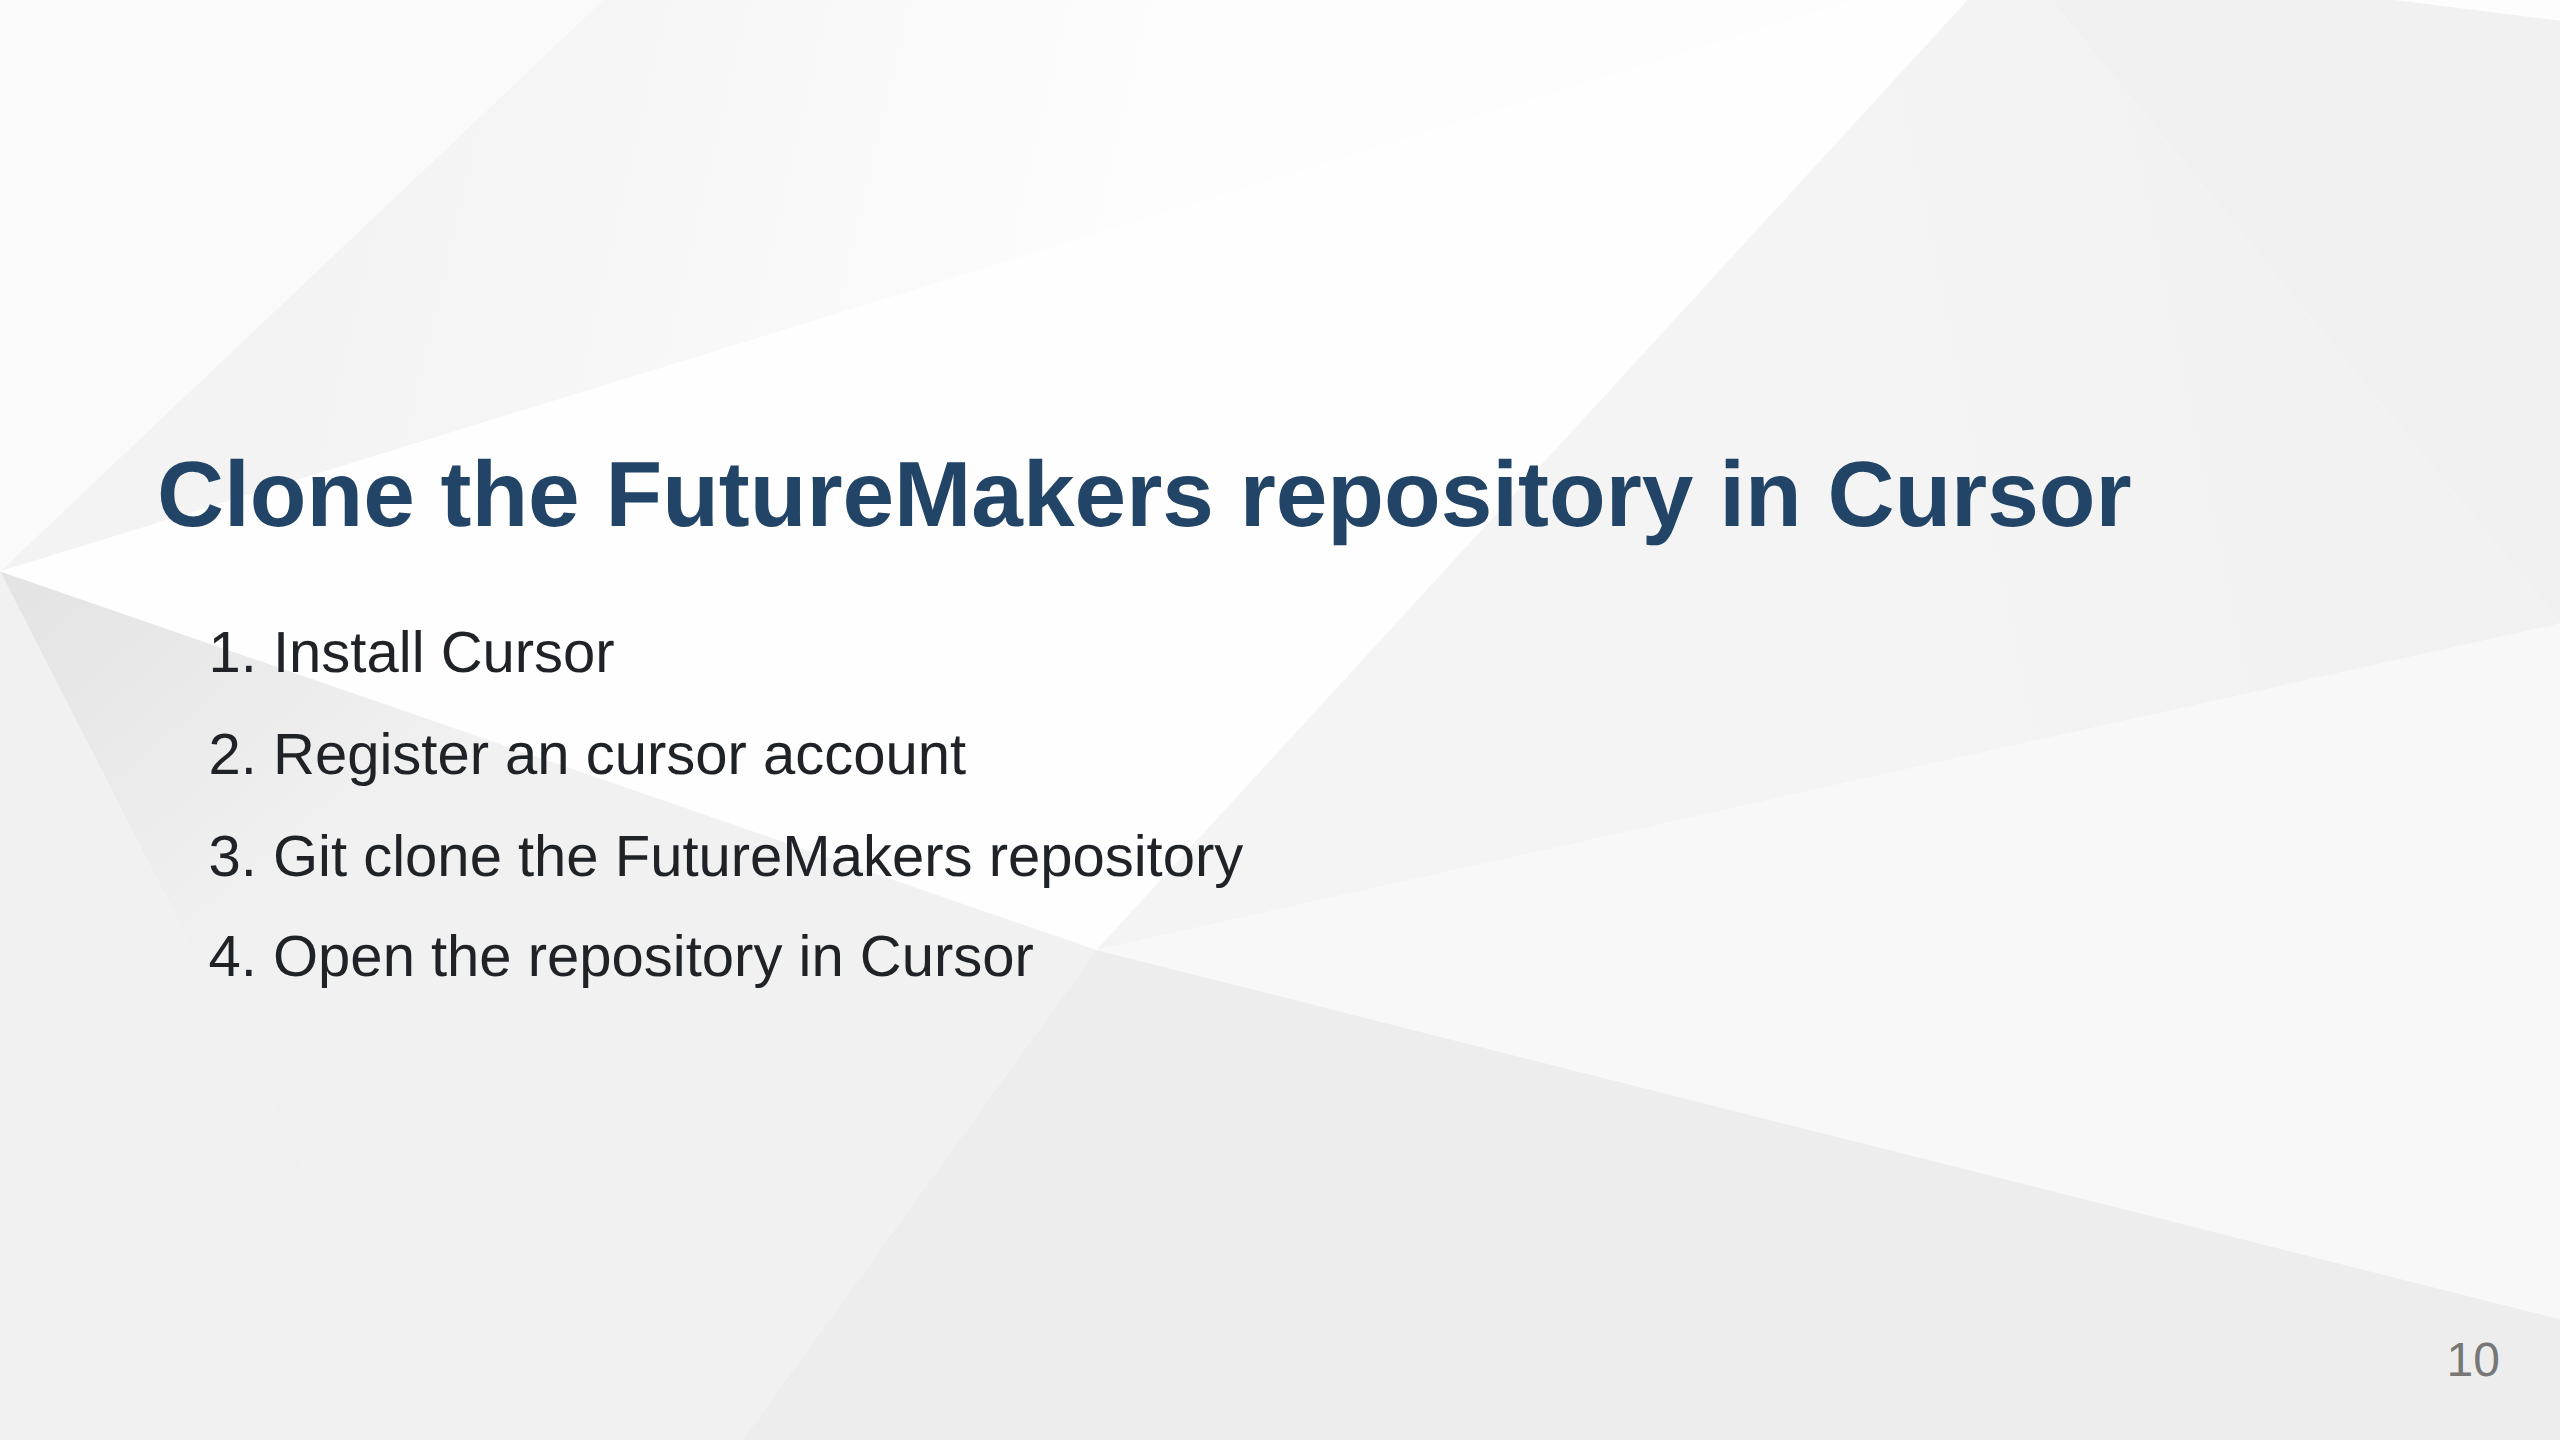 Clone the FutureMakers repository in Cursor
1. Install Cursor
2. Register an cursor account
3. Git clone the FutureMakers repository
4. Open the repository in Cursor
10